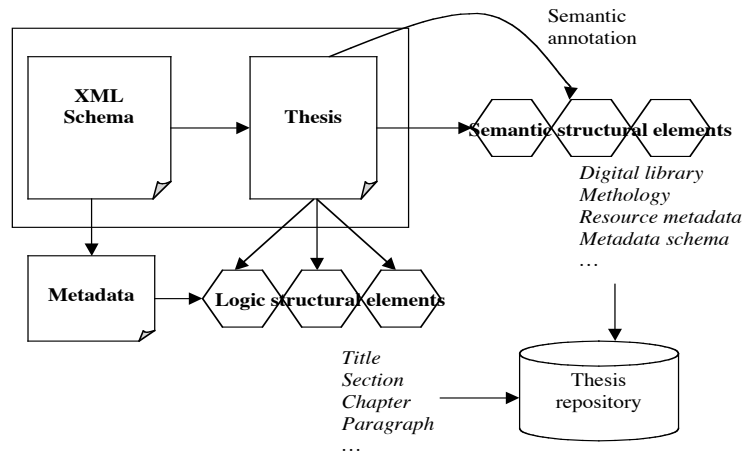 Semantic
annotation
XML
Schema
Thesis
Semantic structural elements
Digital library
Methology
Resource metadata
Metadata schema
…
Metadata
Logic structural elements
Title
Section
Chapter
Paragraph
…
Thesis
repository